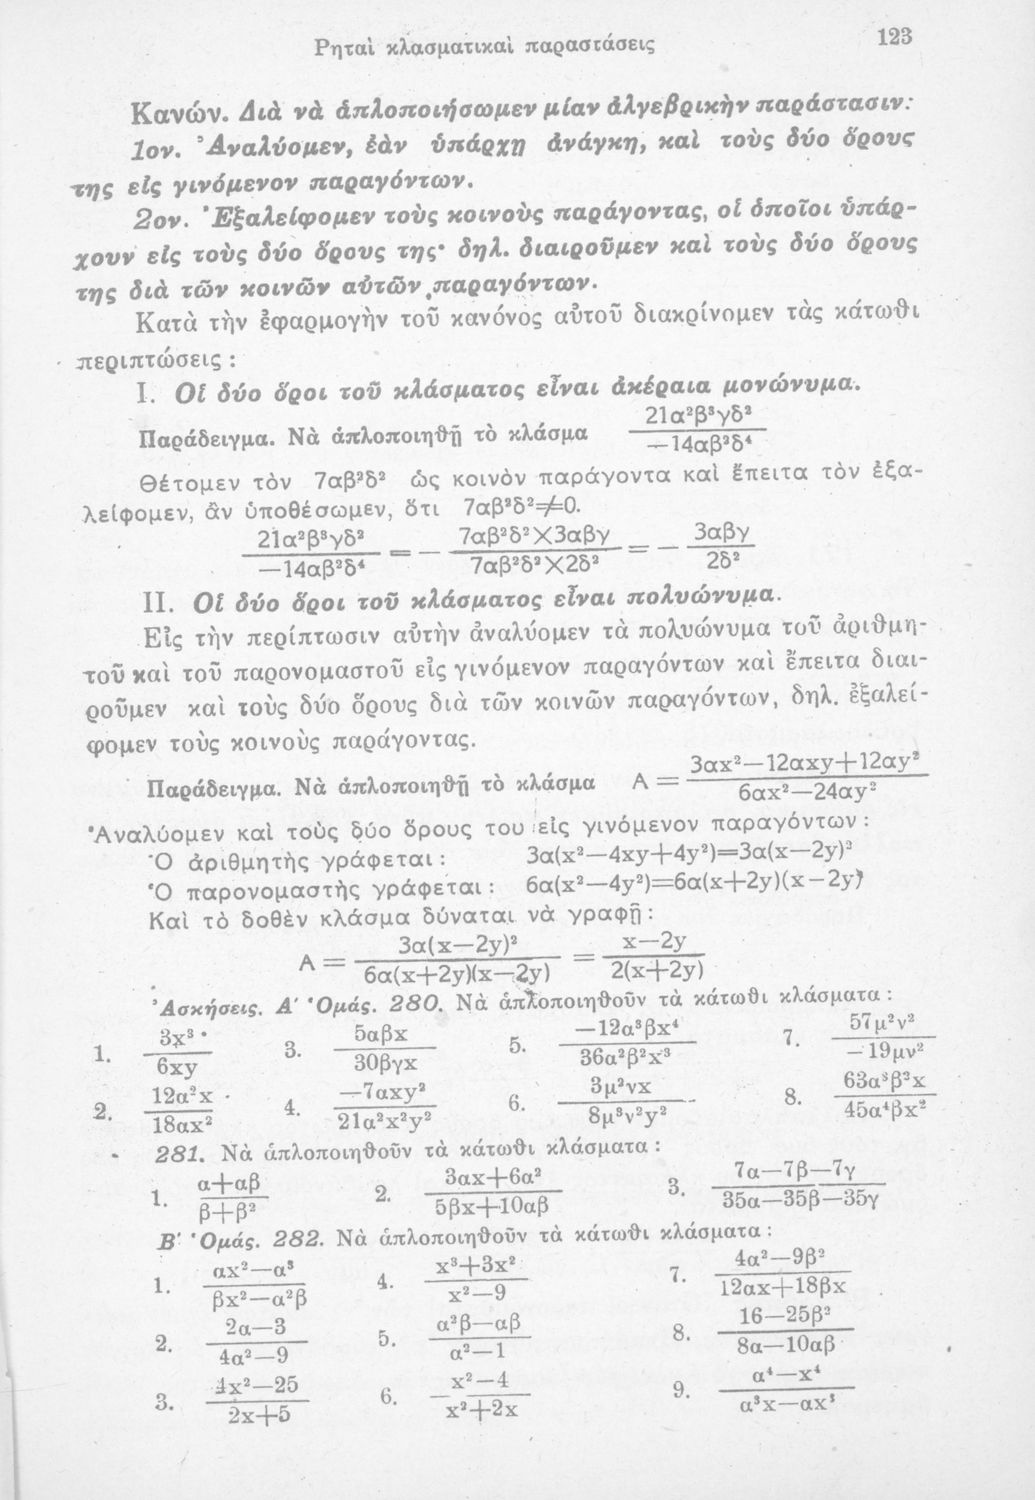 Ρηταὶ κλασματικαὶ παραστάσεις 123
Κανών. Διὰ νὰ ἁπλοποιήσωμεν μίαν ἀλγεβρικὴν παράστασιν:
1ον. Ἀναλύομεν, ἐὰν ὑπάρχῃ ἀνάγκη, καὶ τοὺς δύο ὅρους
της εἰς γινόμενον παραγόντων.
2ον. Ἐξαλείφομεν τοὺς κοινοὺς παράγοντας, οἱ ὁποῖοι ὑπάρ-
χουν εἰς τοὺς δύο ὅρους της· δηλ. διαιροῦμεν καὶ τοὺς δύο ὅρους
της διὰ τῶν κοινῶν αὐτῶν παραγόντων.
Κατὰ τὴν ἐφαρμογὴν τοῦ κανόνος αὐτοῦ διακρίνομεν τὰς κάτωθι
περιπτώσεις :
I. Οἱ δύο ὅροι τοῦ κλάσματος εἶναι ἀκέραια μονώνυμα.
Παράδειγμα. Νὰ ἁπλοποιηθῇ τὸ κλάσμα 21α²β³γδ² / —14αβ²δ⁴
Θέτομεν τὸν 7αβ²δ² ὡς κοινὸν παράγοντα καὶ ἔπειτα τὸν ἐξα-
λείφομεν, ἂν ὑποθέσωμεν, ὅτι 7αβ²δ²≠0.
21α²β³γδ² / —14αβ²δ⁴ = — 7αβ²δ²×3αβγ / 7αβ²δ²×2δ² = — 3αβγ / 2δ²
II. Οἱ δύο ὅροι τοῦ κλάσματος εἶναι πολυώνυμα.
Εἰς τὴν περίπτωσιν αὐτὴν ἀναλύομεν τὰ πολυώνυμα τοῦ ἀριθμη-
τοῦ καὶ τοῦ παρονομαστοῦ εἰς γινόμενον παραγόντων καὶ ἔπειτα διαι-
ροῦμεν καὶ τοὺς δύο ὅρους διὰ τῶν κοινῶν παραγόντων, δηλ. ἐξαλεί-
φομεν τοὺς κοινοὺς παράγοντας.
Παράδειγμα. Νὰ ἁπλοποιηθῇ τὸ κλάσμα A = 3αx²—12αxy+12αy² / 6αx²—24αy²
Ἀναλύομεν καὶ τοὺς δύο ὅρους του εἰς γινόμενον παραγόντων :
Ὁ ἀριθμητὴς γράφεται : 3α(x²—4xy+4y²)=3α(x—2y)²
Ὁ παρονομαστὴς γράφεται : 6α(x²—4y²)=6α(x+2y)(x—2y)
Καὶ τὸ δοθὲν κλάσμα δύναται νὰ γραφῇ :
A = 3α(x—2y)² / 6α(x+2y)(x—2y) = x—2y / 2(x+2y)
Ἀσκήσεις. Α' Ὁμάς. 280. Νὰ ἁπλοποιηθοῦν τὰ κάτωθι κλάσματα :
1. 3x³ / 6xy 3. 5αβx / 30βγx 5. —12α³βx⁴ / 36α²β²x³ 7. 57μ²ν² / —19μν²
2. 12α²x / 18αx² 4. —7αxy² / 21α²x²y² 6. 3μ²νx / 8μ³ν²y² 8. 63α³β²x / 45α⁴βx²
281. Νὰ ἁπλοποιηθοῦν τὰ κάτωθι κλάσματα :
1. α+αβ / β+β² 2. 3αx+6α² / 5βx+10αβ 3. 7α—7β—7γ / 35α—35β—35γ
Β' Ὁμάς. 282. Νὰ ἁπλοποιηθοῦν τὰ κάτωθι κλάσματα :
1. αx²—α³ / βx²—α²β 4. x³+3x² / x²—9 7. 4α²—9β² / 12αx+18βx
2. 2α—3 / 4α²—9 5. α²β—αβ / α²—1 8. 16—25β² / 8α—10αβ
3. 4x²—25 / 2x+5 6. x²—4 / x²+2x 9. α⁴—x⁴ / α³x—αx³